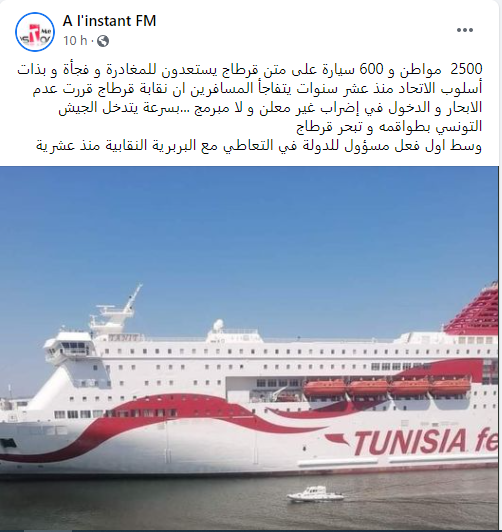 A l'instant FM
10 h
2500 مواطن و 600 سيارة على متن قرطاج يستعدون للمغادرة و فجأة و بذات
أسلوب الاتحاد منذ عشر سنوات يتفاجأ المسافرين ان نقابة قرطاج قررت عدم
الابحار و الدخول في إضراب غير معلن و لا مبرمج ...بسرعة يتدخل الجيش
التونسي بطواقمه و تبحر قرطاج
وسط اول فعل مسؤول للدولة في التعاطي مع البربرية النقابية منذ عشرية
TANIT
TUNISIA fe